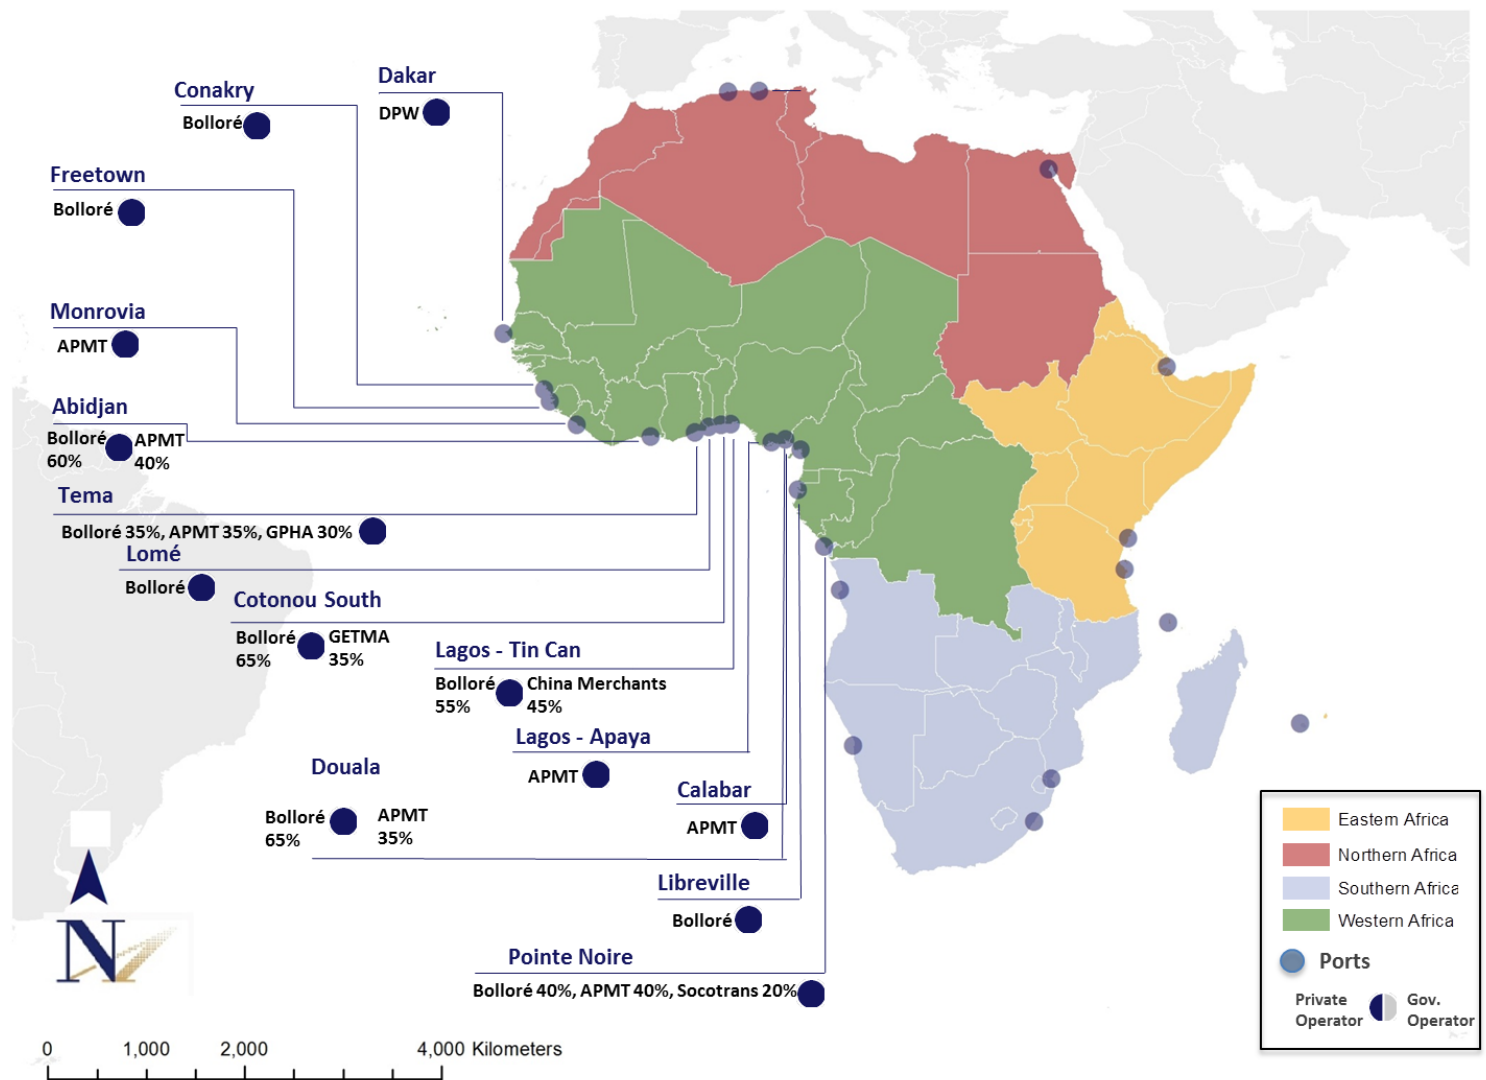 Dakar
DPW
Conakry
Bolloré
Freetown
Bolloré
Monrovia
APMT
Abidjan
Bolloré APMT
60% 40%
Tema
Bolloré 35%, APMT 35%, GPHA 30%
Lomé
Bolloré
Cotonou South
Bolloré GETMA
65% 35%
Lagos - Tin Can
Bolloré China Merchants
55% 45%
Lagos - Apaya
APMT
Douala
Bolloré APMT
65% 35%
Calabar
APMT
Libreville
Bolloré
Pointe Noire
Bolloré 40%, APMT 40%, Socotrans 20%
Eastern Africa
Northern Africa
Southern Africa
Western Africa
Ports
Private Gov.
Operator Operator
N
0 1,000 2,000 4,000 Kilometers